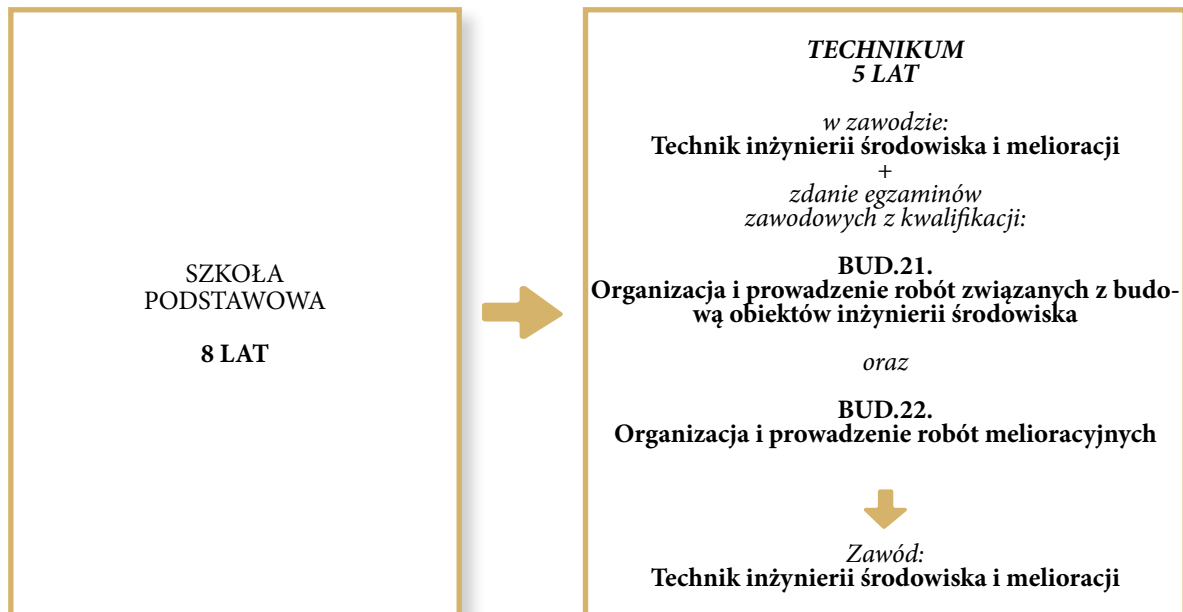 SZKOŁA
PODSTAWOWA
8 LAT
TECHNIKUM
5 LAT
w zawodzie:
Technik inżynierii środowiska i melioracji
+
zdanie egzaminów
zawodowych z kwalifikacji:
BUD.21.
Organizacja i prowadzenie robót związanych z budo-
wą obiektów inżynierii środowiska
oraz
BUD.22.
Organizacja i prowadzenie robót melioracyjnych
Zawód:
Technik inżynierii środowiska i melioracji